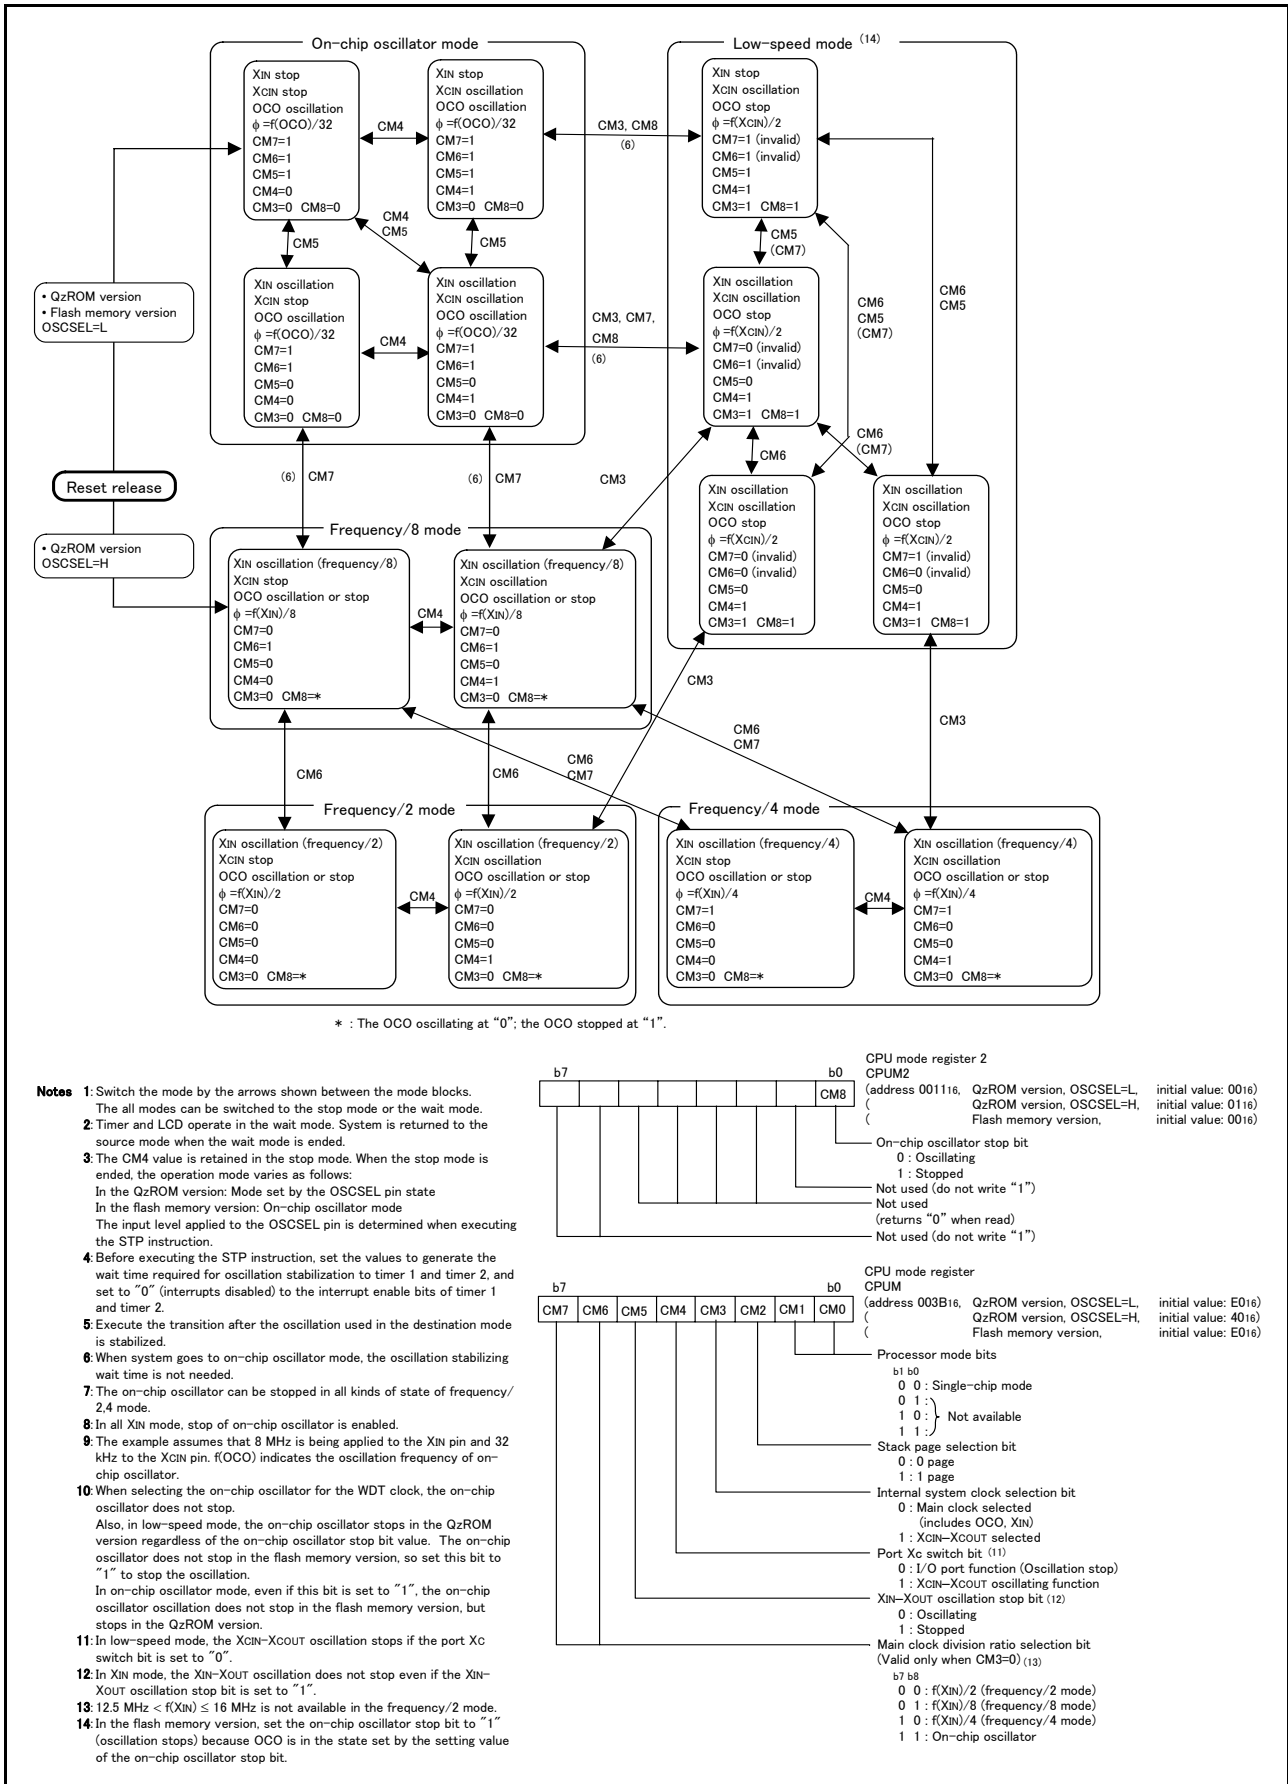 On-chip oscillator mode
XIN stop
XCIN stop
OCO oscillation
φ =f(OCO)/32
CM7=1
CM6=1
CM5=1
CM4=0
CM3=0 CM8=0
CM4
XIN stop
XCIN oscillation
OCO oscillation
φ =f(OCO)/32
CM7=1
CM6=1
CM5=1
CM4=1
CM3=0 CM8=0
CM5
CM4
CM5
CM5
XIN oscillation
XCIN stop
OCO oscillation
φ =f(OCO)/32
CM7=1
CM6=1
CM5=0
CM4=0
CM3=0 CM8=0
CM4
XIN oscillation
XCIN oscillation
OCO oscillation
φ =f(OCO)/32
CM7=1
CM6=1
CM5=0
CM4=1
CM3=0 CM8=0
CM3, CM8
(6)
CM3, CM7,
CM8
(6)
Low-speed mode (14)
XIN stop
XCIN oscillation
OCO stop
φ =f(XCIN)/2
CM7=1 (invalid)
CM6=1 (invalid)
CM5=1
CM4=1
CM3=1 CM8=1
CM5
(CM7)
XIN oscillation
XCIN oscillation
OCO stop
φ =f(XCIN)/2
CM7=0 (invalid)
CM6=1 (invalid)
CM5=0
CM4=1
CM3=1 CM8=1
CM6
CM5
(CM7)
CM6
CM5
CM6
CM6
(CM7)
XIN oscillation
XCIN oscillation
OCO stop
φ =f(XCIN)/2
CM7=0 (invalid)
CM6=0 (invalid)
CM5=0
CM4=1
CM3=1 CM8=1
XIN oscillation
XCIN oscillation
OCO stop
φ =f(XCIN)/2
CM7=1 (invalid)
CM6=0 (invalid)
CM5=0
CM4=1
CM3=1 CM8=1
• QzROM version
• Flash memory version
OSCSEL=L
Reset release
• QzROM version
OSCSEL=H
(6) CM7
(6) CM7
CM3
Frequency/8 mode
XIN oscillation (frequency/8)
XCIN stop
OCO oscillation or stop
φ =f(XIN)/8
CM7=0
CM6=1
CM5=0
CM4=0
CM3=0 CM8=*
CM4
XIN oscillation (frequency/8)
XCIN oscillation
OCO oscillation or stop
φ =f(XIN)/8
CM7=0
CM6=1
CM5=0
CM4=1
CM3=0 CM8=*
CM3
CM3
CM6
CM7
CM6
CM7
CM6
CM6
Frequency/2 mode
XIN oscillation (frequency/2)
XCIN stop
OCO oscillation or stop
φ =f(XIN)/2
CM7=0
CM6=0
CM5=0
CM4=0
CM3=0 CM8=*
CM4
XIN oscillation (frequency/2)
XCIN oscillation
OCO oscillation or stop
φ =f(XIN)/2
CM7=0
CM6=0
CM5=0
CM4=1
CM3=0 CM8=*
Frequency/4 mode
XIN oscillation (frequency/4)
XCIN stop
OCO oscillation or stop
φ =f(XIN)/4
CM7=1
CM6=0
CM5=0
CM4=0
CM3=0 CM8=*
CM4
XIN oscillation (frequency/4)
XCIN oscillation
OCO oscillation or stop
φ =f(XIN)/4
CM7=1
CM6=0
CM5=0
CM4=1
CM3=0 CM8=*
* : The OCO oscillating at “0”; the OCO stopped at “1”.
Notes 1: Switch the mode by the arrows shown between the mode blocks.
The all modes can be switched to the stop mode or the wait mode.
2: Timer and LCD operate in the wait mode. System is returned to the
source mode when the wait mode is ended.
3: The CM4 value is retained in the stop mode. When the stop mode is
ended, the operation mode varies as follows:
In the QzROM version: Mode set by the OSCSEL pin state
In the flash memory version: On-chip oscillator mode
The input level applied to the OSCSEL pin is determined when executing
the STP instruction.
4: Before executing the STP instruction, set the values to generate the
wait time required for oscillation stabilization to timer 1 and timer 2, and
set to "0" (interrupts disabled) to the interrupt enable bits of timer 1
and timer 2.
5: Execute the transition after the oscillation used in the destination mode
is stabilized.
6: When system goes to on-chip oscillator mode, the oscillation stabilizing
wait time is not needed.
7: The on-chip oscillator can be stopped in all kinds of state of frequency/
2,4 mode.
8: In all XIN mode, stop of on-chip oscillator is enabled.
9: The example assumes that 8 MHz is being applied to the XIN pin and 32
kHz to the XCIN pin. f(OCO) indicates the oscillation frequency of on-
chip oscillator.
10: When selecting the on-chip oscillator for the WDT clock, the on-chip
oscillator does not stop.
Also, in low-speed mode, the on-chip oscillator stops in the QzROM
version regardless of the on-chip oscillator stop bit value. The on-chip
oscillator does not stop in the flash memory version, so set this bit to
"1" to stop the oscillation.
In on-chip oscillator mode, even if this bit is set to "1", the on-chip
oscillator oscillation does not stop in the flash memory version, but
stops in the QzROM version.
11: In low-speed mode, the XCIN-XCOUT oscillation stops if the port XC
switch bit is set to "0".
12: In XIN mode, the XIN-XOUT oscillation does not stop even if the XIN-
XOUT oscillation stop bit is set to "1".
13: 12.5 MHz < f(XIN) ≤ 16 MHz is not available in the frequency/2 mode.
14: In the flash memory version, set the on-chip oscillator stop bit to "1"
(oscillation stops) because OCO is in the state set by the setting value
of the on-chip oscillator stop bit.
b7 b0
CM8
CPU mode register 2
CPUM2
(address 001116, QzROM version, OSCSEL=L, initial value: 0016)
( QzROM version, OSCSEL=H, initial value: 0116)
( Flash memory version, initial value: 0016)
On-chip oscillator stop bit
0 : Oscillating
1 : Stopped
Not used (do not write “1”)
Not used
(returns “0” when read)
Not used (do not write “1”)
b7 b0
CM7 CM6 CM5 CM4 CM3 CM2 CM1 CM0
CPU mode register
CPUM
(address 003B16, QzROM version, OSCSEL=L, initial value: E016)
( QzROM version, OSCSEL=H, initial value: 4016)
( Flash memory version, initial value: E016)
Processor mode bits
b1 b0
0 0 : Single-chip mode
0 1 :
1 0 : Not available
1 1 :
Stack page selection bit
0 : 0 page
1 : 1 page
Internal system clock selection bit
0 : Main clock selected
(includes OCO, XIN)
1 : XCIN–XCOUT selected
Port Xc switch bit (11)
0 : I/O port function (Oscillation stop)
1 : XCIN–XCOUT oscillating function
XIN–XOUT oscillation stop bit (12)
0 : Oscillating
1 : Stopped
Main clock division ratio selection bit
(Valid only when CM3=0) (13)
b7 b8
0 0 : f(XIN)/2 (frequency/2 mode)
0 1 : f(XIN)/8 (frequency/8 mode)
1 0 : f(XIN)/4 (frequency/4 mode)
1 1 : On-chip oscillator